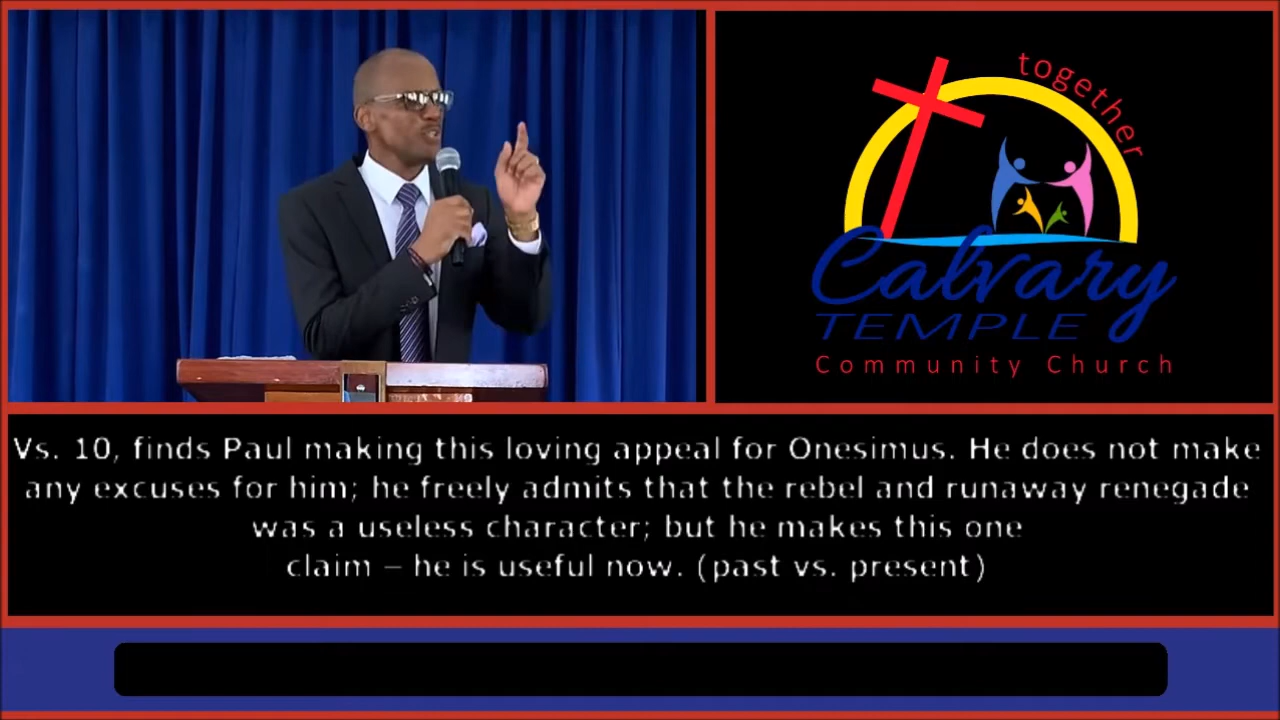 together
Calvary
TEMPLE
Community Church
Vs. 10, finds Paul making this loving appeal for Onesimus. He does not make
any excuses for him; he freely admits that the rebel and runaway renegade
was a useless character; but he makes this one
claim – he is useful now. (past vs. present)